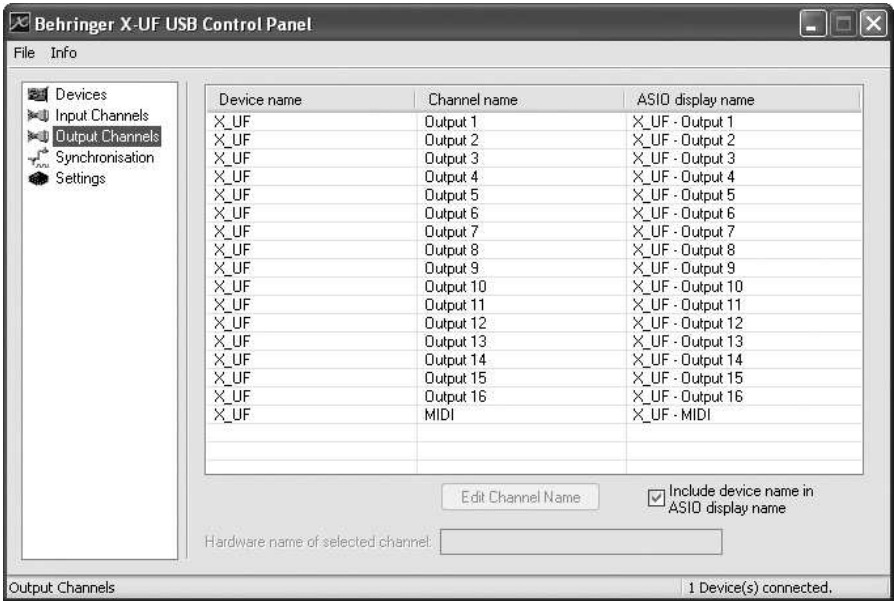 Behringer X-UF USB Control Panel
File Info
Devices
Input Channels
Output Channels
Synchronisation
Settings
Device name Channel name ASIO display name
X_UF Output 1 X_UF - Output 1
X_UF Output 2 X_UF - Output 2
X_UF Output 3 X_UF - Output 3
X_UF Output 4 X_UF - Output 4
X_UF Output 5 X_UF - Output 5
X_UF Output 6 X_UF - Output 6
X_UF Output 7 X_UF - Output 7
X_UF Output 8 X_UF - Output 8
X_UF Output 9 X_UF - Output 9
X_UF Output 10 X_UF - Output 10
X_UF Output 11 X_UF - Output 11
X_UF Output 12 X_UF - Output 12
X_UF Output 13 X_UF - Output 13
X_UF Output 14 X_UF - Output 14
X_UF Output 15 X_UF - Output 15
X_UF Output 16 X_UF - Output 16
X_UF MIDI X_UF - MIDI
Edit Channel Name
Include device name in
ASIO display name
Hardware name of selected channel:
Output Channels
1 Device(s) connected.